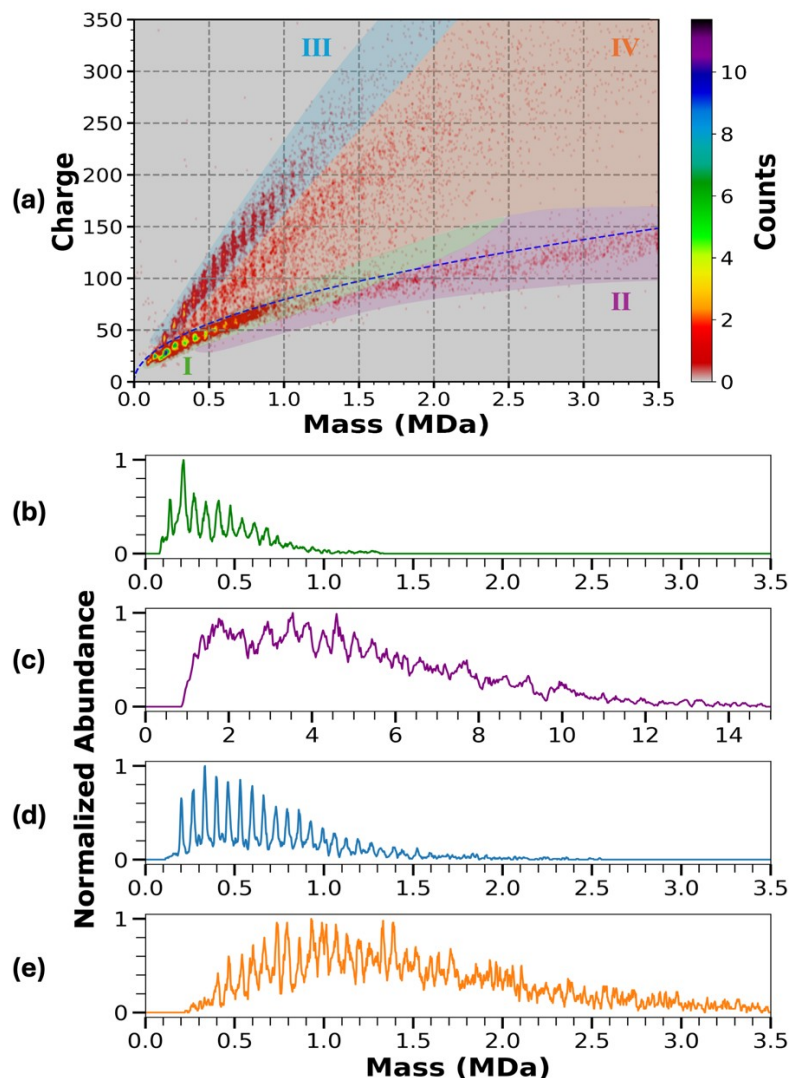 (a)
Charge
350
300
250
200
150
100
50
0
III
IV
II
I
0.0 0.5 1.0 1.5 2.0 2.5 3.0 3.5
Mass (MDa)
10
8
6
4
2
0
Counts
Normalized Abundance
(b)
1
0
0.0 0.5 1.0 1.5 2.0 2.5 3.0 3.5
(c)
1
0
0 2 4 6 8 10 12 14
(d)
1
0
0.0 0.5 1.0 1.5 2.0 2.5 3.0 3.5
(e)
1
0
0.0 0.5 1.0 1.5 2.0 2.5 3.0 3.5
Mass (MDa)